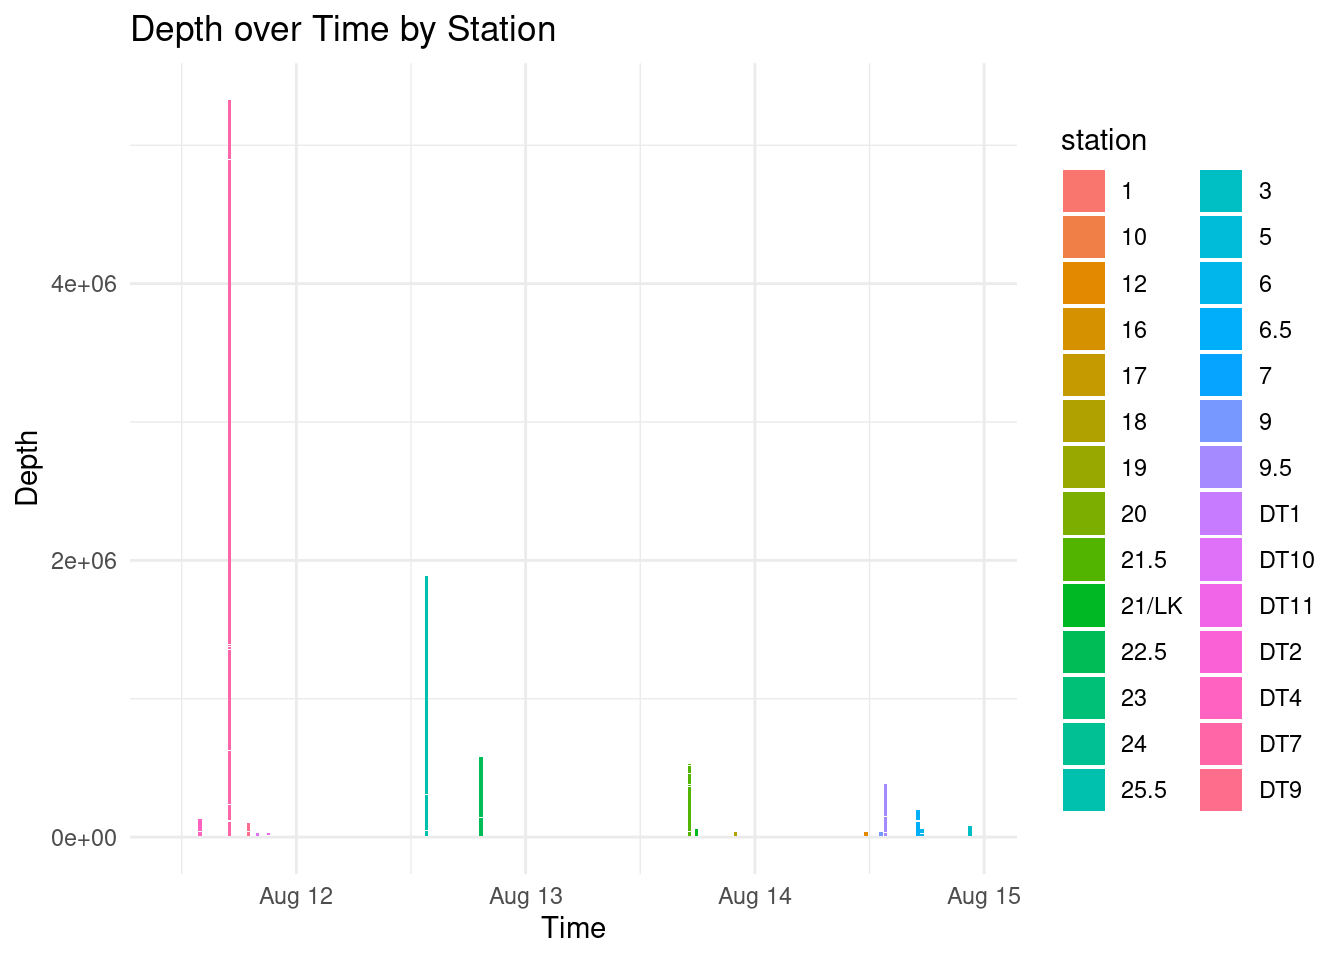 Depth over Time by Station
Depth
4e+06
2e+06
0e+00
Aug 12
Aug 13
Aug 14
Aug 15
Time
station
1
10
12
16
17
18
19
20
21.5
21/LK
22.5
23
24
25.5
3
5
6
6.5
7
9
9.5
DT1
DT10
DT11
DT2
DT4
DT7
DT9